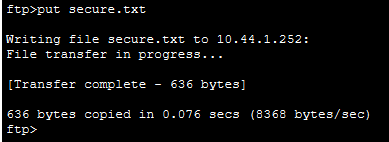 ftp>put secure.txt
Writing file secure.txt to 10.44.1.252:
File transfer in progress...
[Transfer complete - 636 bytes]
636 bytes copied in 0.076 secs (8368 bytes/sec)
ftp>